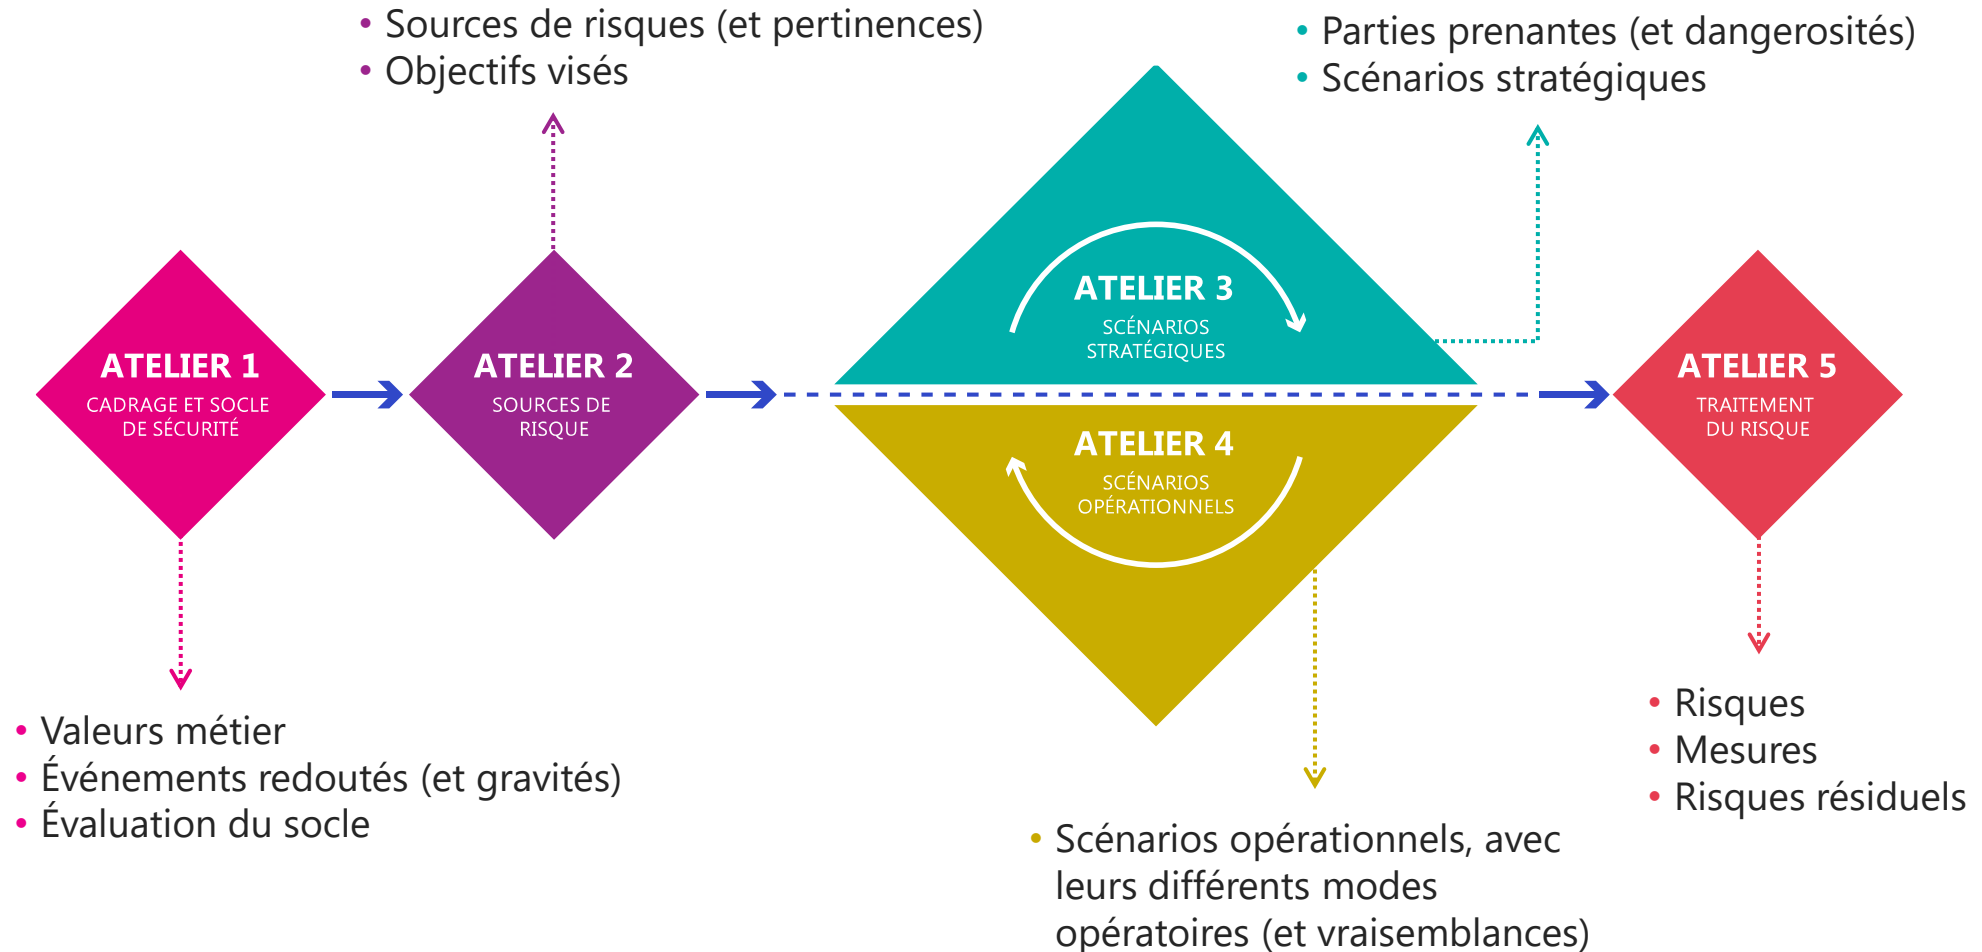 • Sources de risques (et pertinences)
• Objectifs visés
• Parties prenantes (et dangerosités)
• Scénarios stratégiques
ATELIER 1
CADRAGE ET SOCLE
DE SÉCURITÉ
ATELIER 2
SOURCES DE
RISQUE
ATELIER 3
SCÉNARIOS
STRATÉGIQUES
ATELIER 4
SCÉNARIOS
OPÉRATIONNELS
ATELIER 5
TRAITEMENT
DU RISQUE
• Valeurs métier
• Événements redoutés (et gravités)
• Évaluation du socle
• Scénarios opérationnels, avec
leurs différents modes
opératoires (et vraisemblances)
• Risques
• Mesures
• Risques résiduels